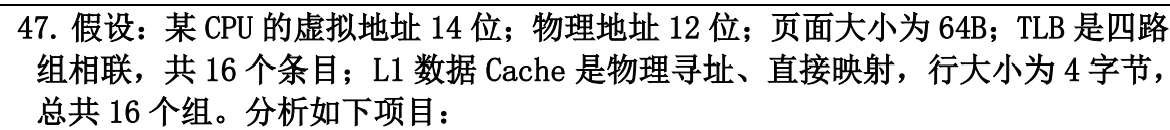 47. 假设：某 CPU 的虚拟地址 14 位；物理地址 12 位；页面大小为 64B；TLB 是四路
组相联，共 16 个条目；L1 数据 Cache 是物理寻址、直接映射，行大小为 4 字节，
总共 16 个组。分析如下项目：